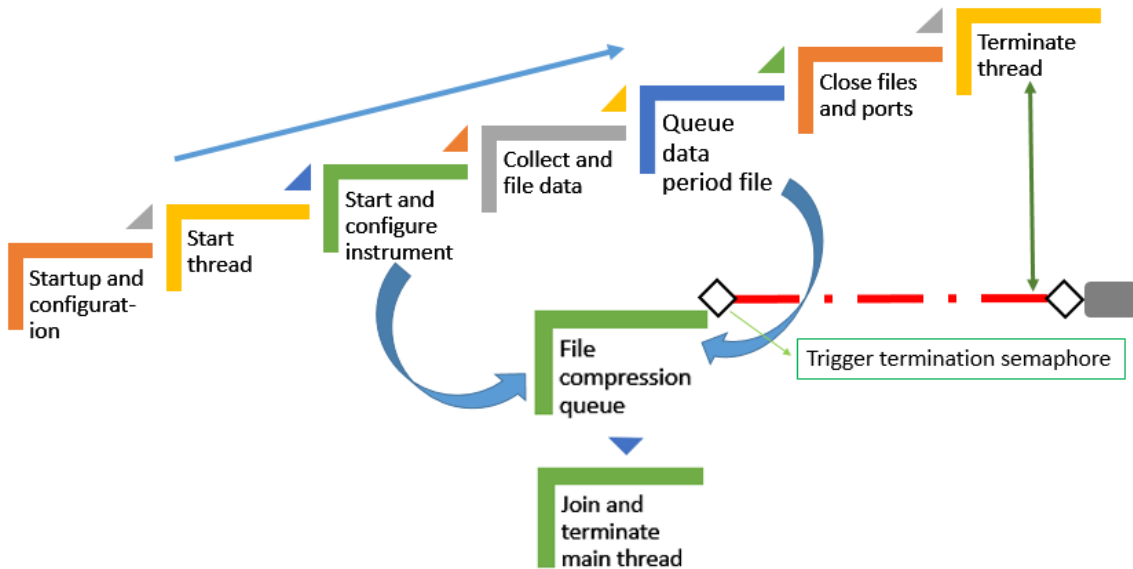 Startup and
configurat-
ion
Start
thread
Start and
configure
instrument
Collect and
file data
Queue
data
period file
Close files
and ports
Terminate
thread
Trigger termination semaphore
File
compression
queue
Join and
terminate
main thread